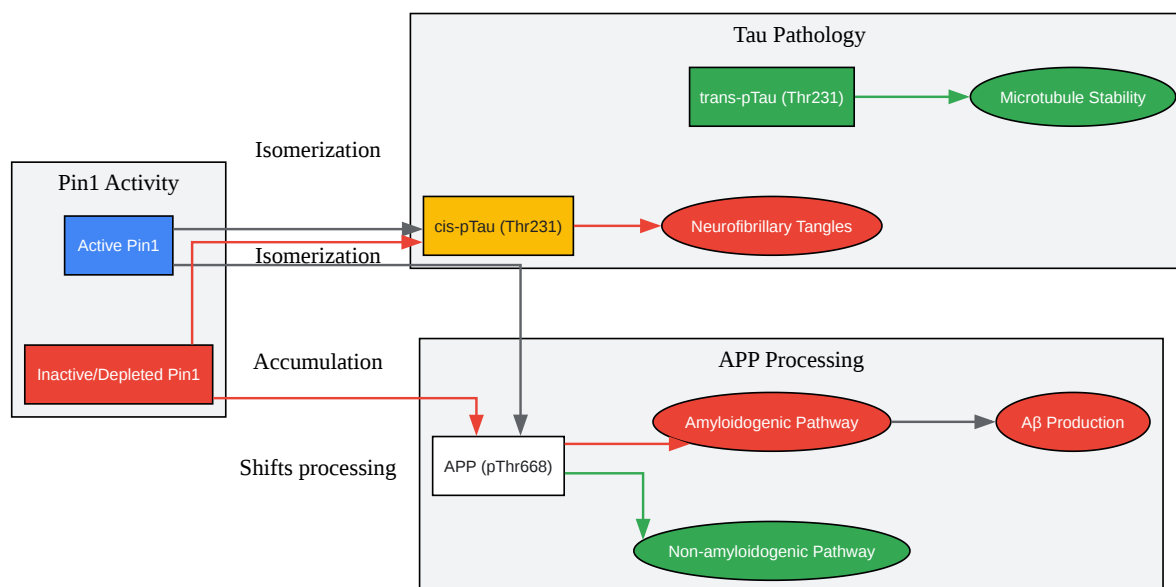 Tau Pathology
trans-pTau (Thr231)
Microtubule Stability
Isomerization
Pin1 Activity
cis-pTau (Thr231)
Neurofibrillary Tangles
Active Pin1
Isomerization
APP Processing
Accumulation
Inactive/Depleted Pin1
Amyloidogenic Pathway
Aβ Production
Shifts processing
APP (pThr668)
Non-amyloidogenic Pathway